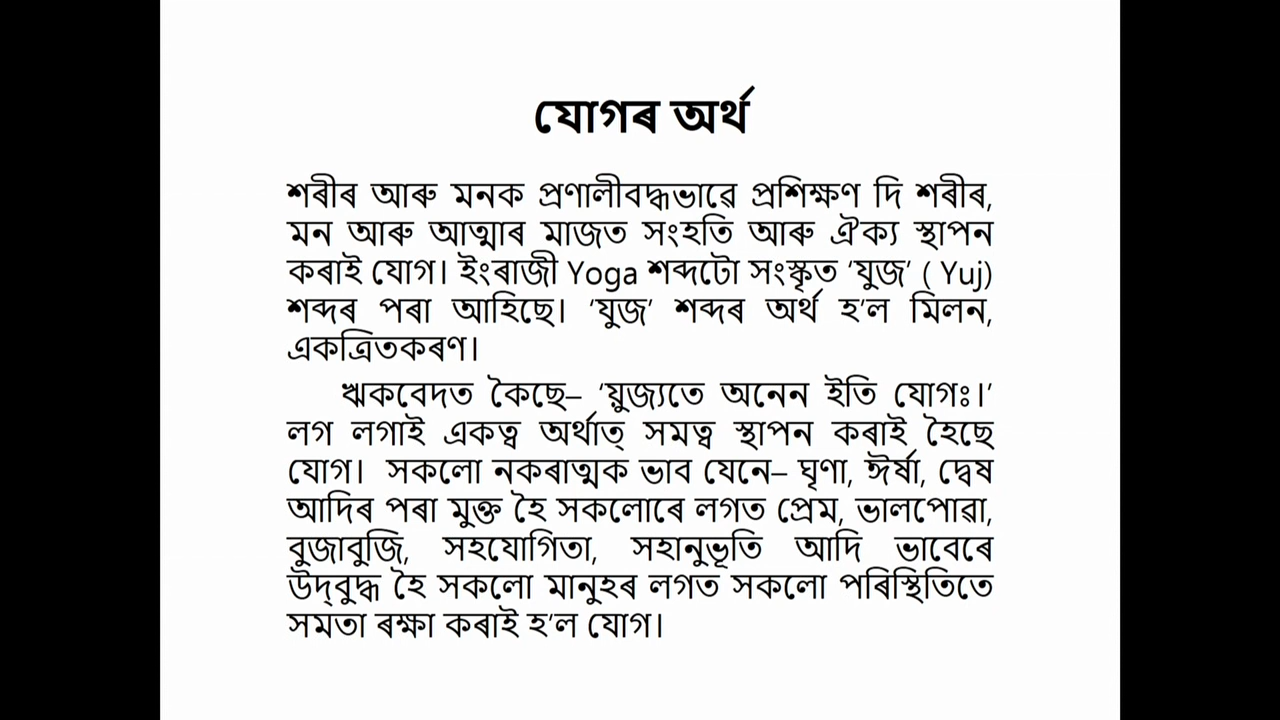 যোগৰ অৰ্থ
শৰীৰ আৰু মনক প্ৰণালীবদ্ধভাৱে প্ৰশিক্ষণ দি শৰীৰ,
মন আৰু আত্মাৰ মাজত সংহতি আৰু ঐক্য স্থাপন
কৰাই যোগ। ইংৰাজী Yoga শব্দটো সংস্কৃত ‘যুজ’ ( Yuj)
শব্দৰ পৰা আহিছে। ‘যুজ’ শব্দৰ অৰ্থ হ’ল মিলন,
একত্ৰিতকৰণ।
ঋকবেদত কৈছে– ‘য়ুজ্যতে অনেন ইতি যোগঃ।’
লগ লগাই একত্ব অৰ্থাত্ সমত্ব স্থাপন কৰাই হৈছে
যোগ। সকলো নকৰাত্মক ভাব যেনে– ঘৃণা, ঈৰ্ষা, দ্বেষ
আদিৰ পৰা মুক্ত হৈ সকলোৰে লগত প্ৰেম, ভালপোৱা,
বুজাবুজি, সহযোগিতা, সহানুভূতি আদি ভাবেৰে
উদ্‌বুদ্ধ হৈ সকলো মানুহৰ লগত সকলো পৰিস্থিতিতে
সমতা ৰক্ষা কৰাই হ’ল যোগ।